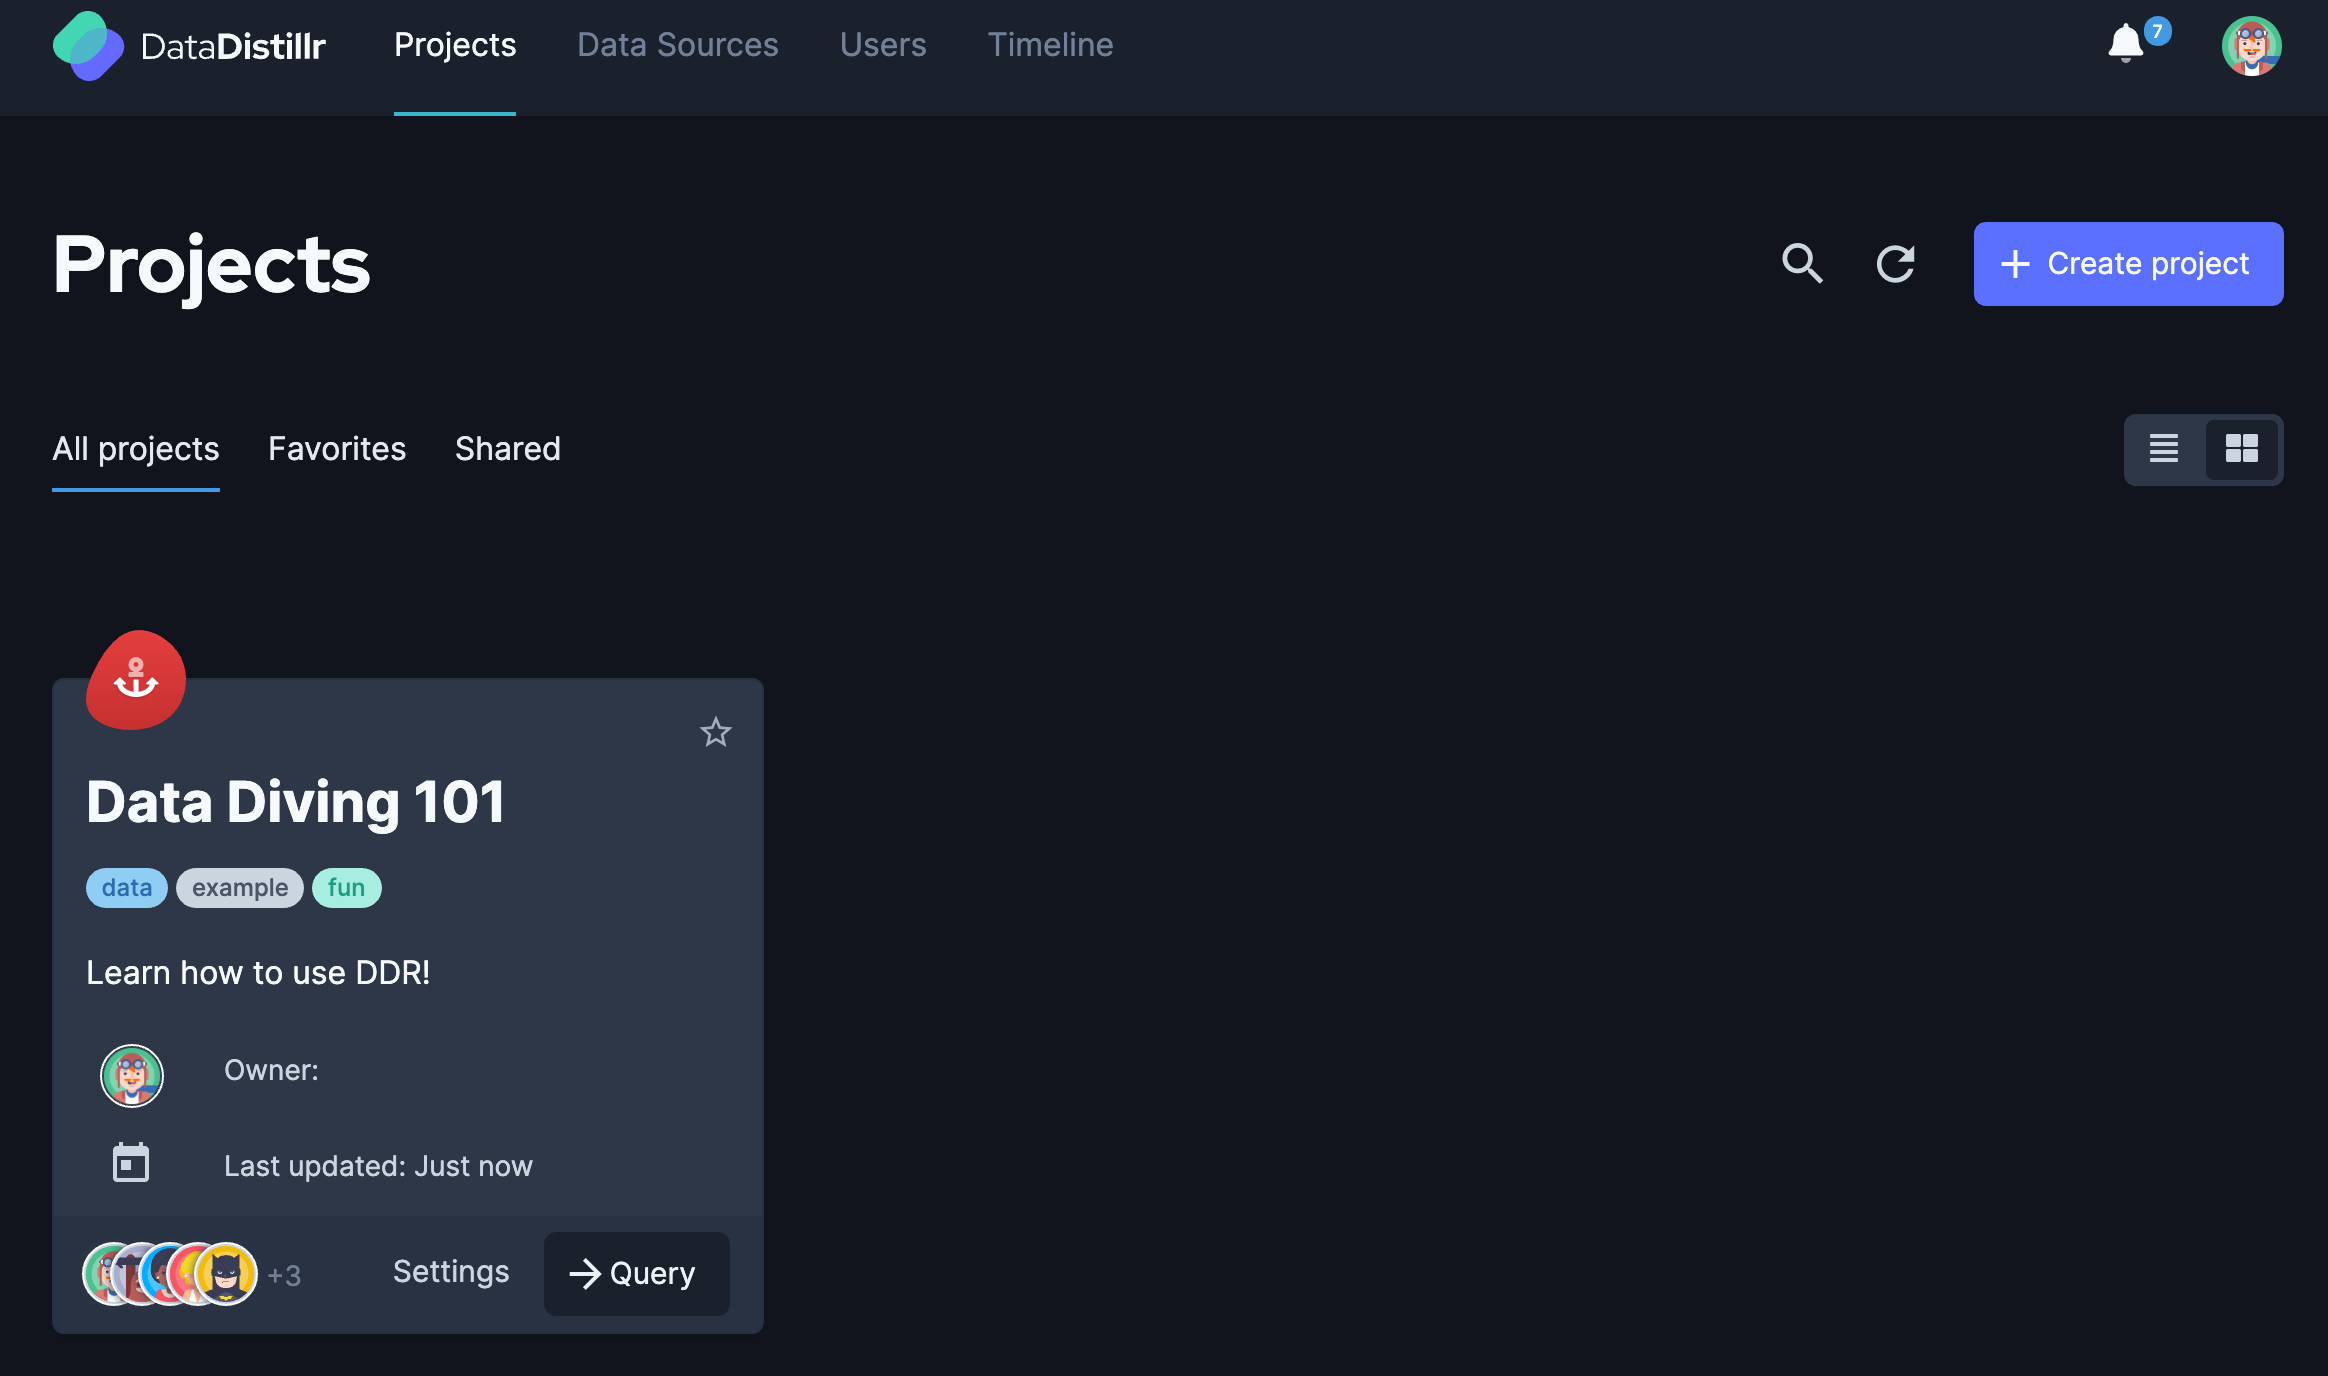 DataDistillr Projects Data Sources Users Timeline 7
Projects
Create project
All projects Favorites Shared
Data Diving 101
data example fun
Learn how to use DDR!
Owner:
Last updated: Just now
+3 Settings Query